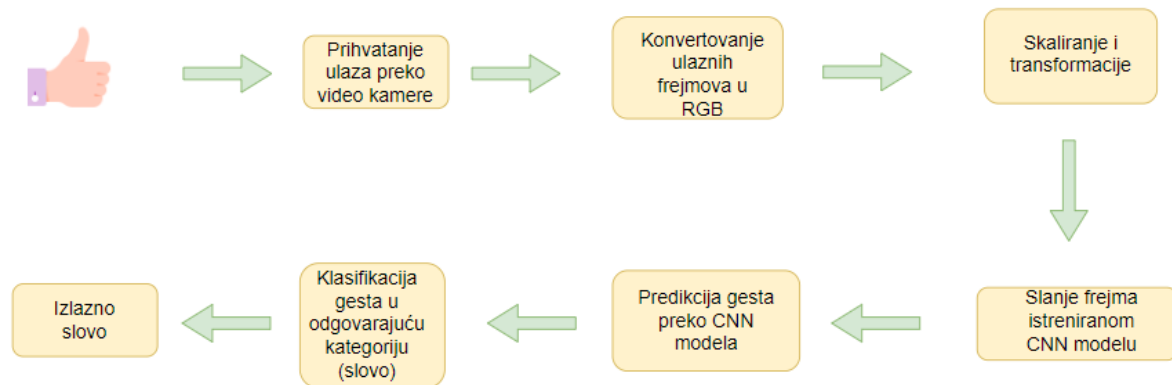 Prihvatanje
ulaza preko
video kamere
Konvertovanje
ulaznih
frejmova u
RGB
Skaliranje i
transformacije
Slanje frejma
istreniranom
CNN modelu
Predikcija gesta
preko CNN
modela
Klasifikacija
gesta u
odgovarajuću
kategoriju
(slovo)
Izlazno
slovo